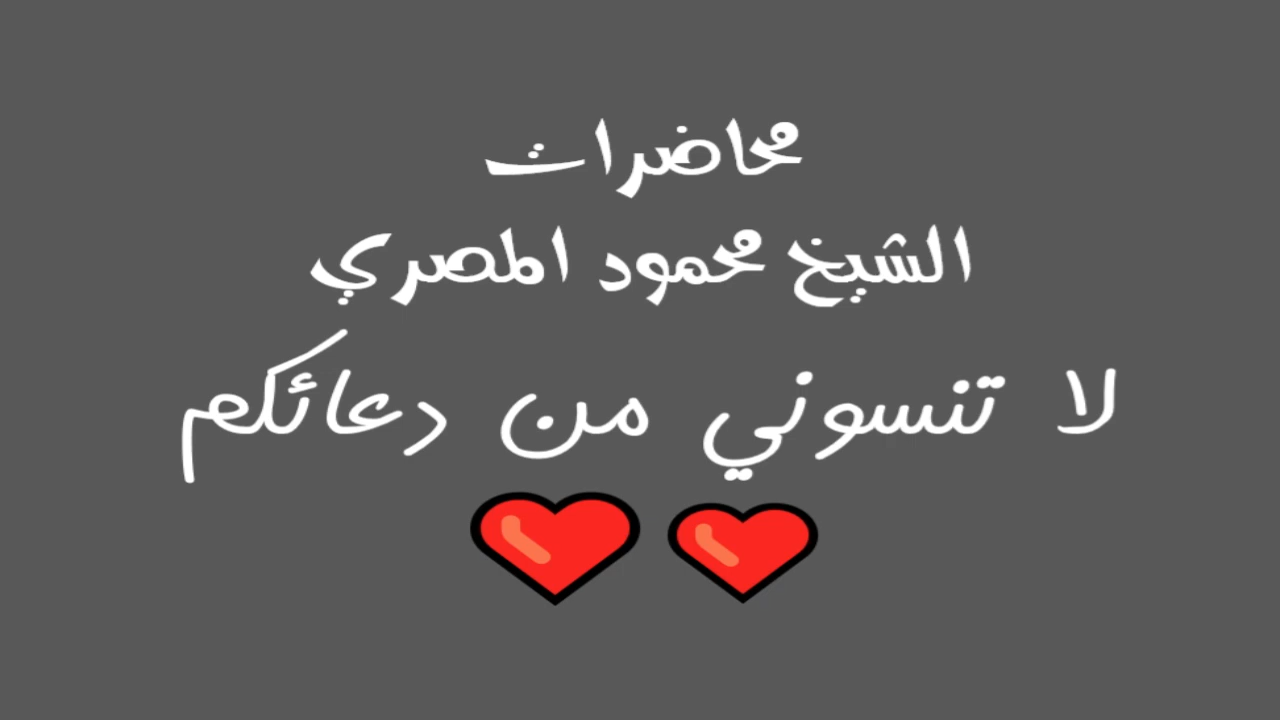 محاضرات
الشيخ محمود المصري
لا تنسوني من دعائكم